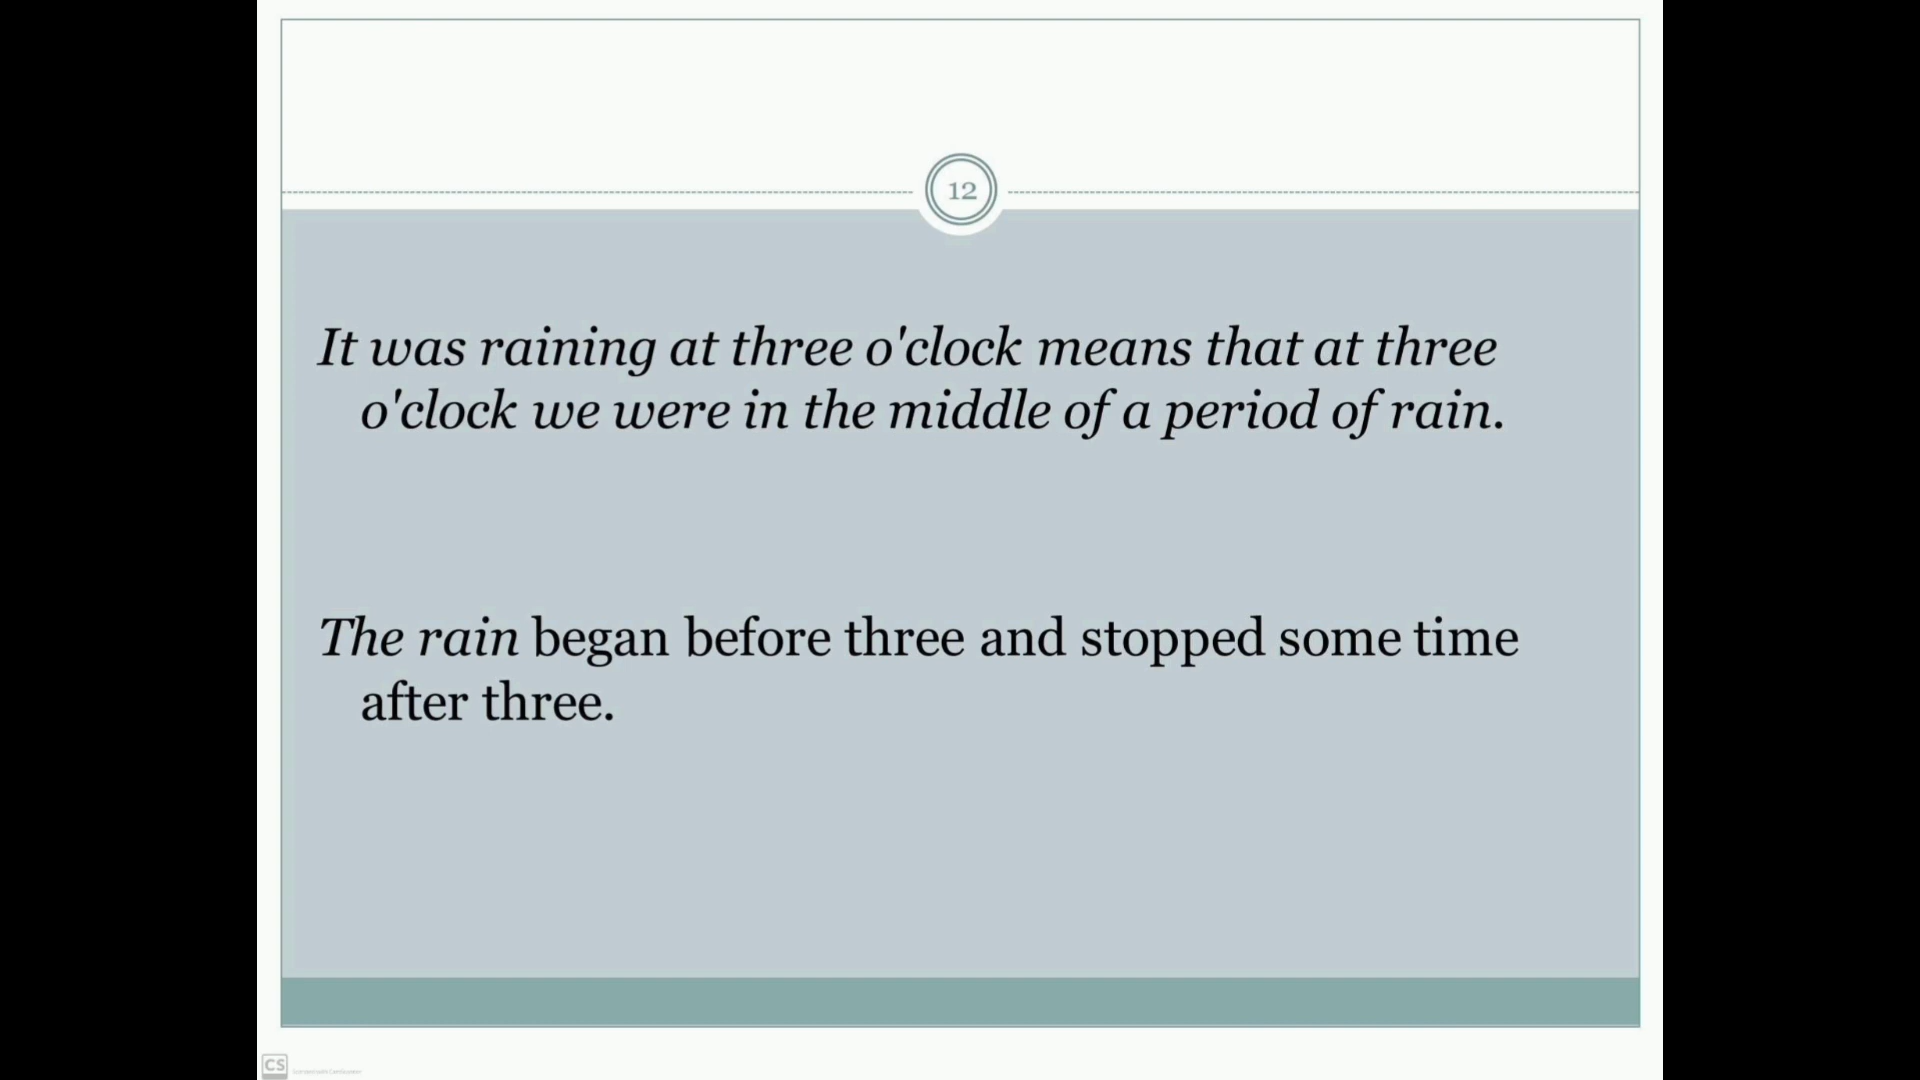 12
It was raining at three o'clock means that at three
o'clock we were in the middle of a period of rain.
The rain began before three and stopped some time
after three.
CS